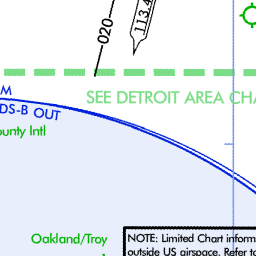 113.4
020
SEE DETROIT AREA CHA
M
DS-B OUT
ounty Intl
Oakland/Troy
NOTE: Limited Chart inform
outside US airspace. Refer to